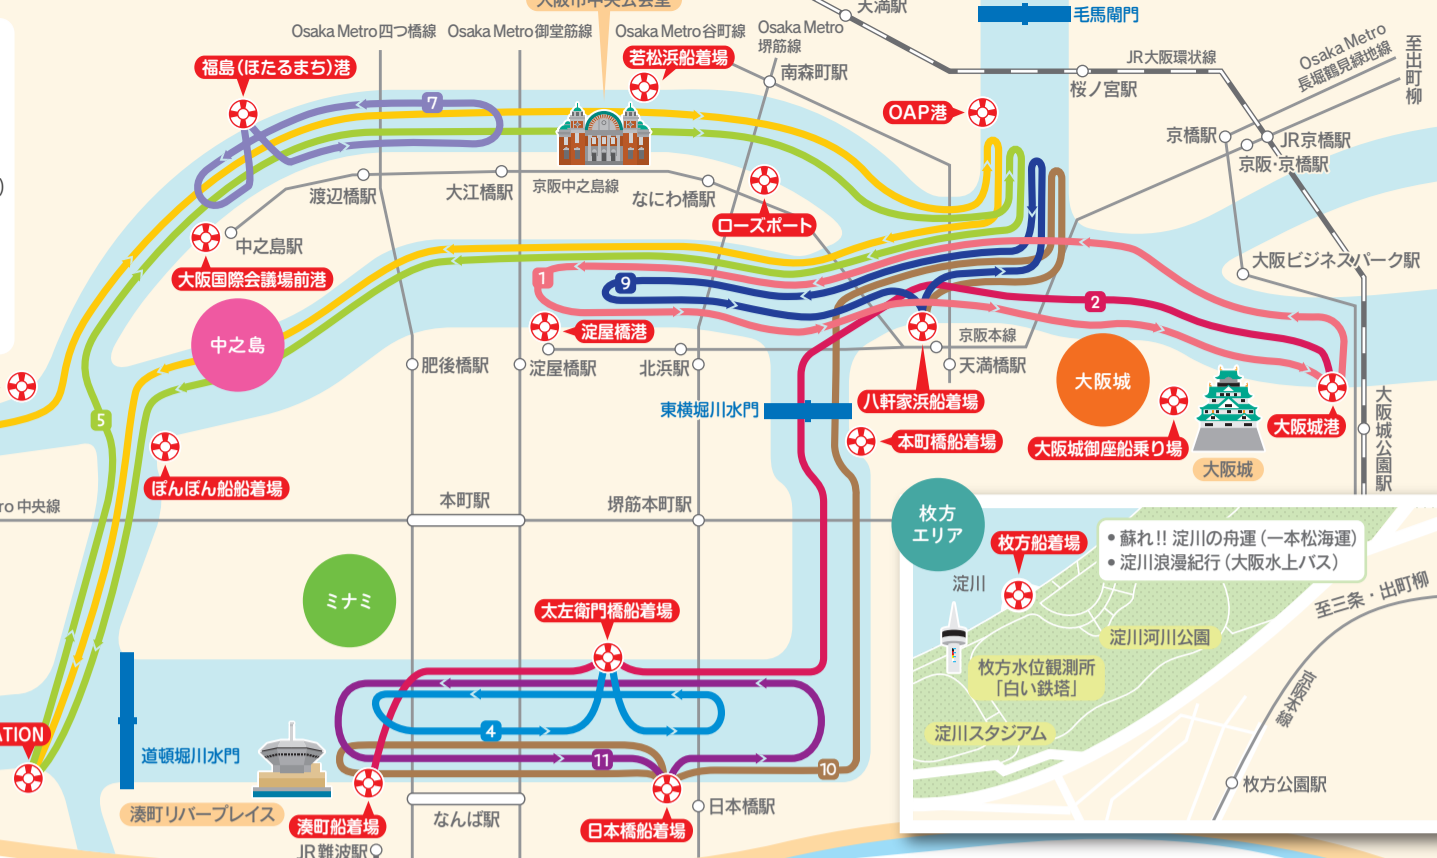 大阪市中央公会堂
天満駅
毛馬閘門
Osaka Metro 四つ橋線
Osaka Metro 御堂筋線
Osaka Metro 谷町線
Osaka Metro
堺筋線
JR大阪環状線
Osaka Metro
長堀鶴見緑地線
至出町柳
福島(ほたるまち)港
若松浜船着場
南森町駅
桜ノ宮駅
7
OAP港
京橋駅
JR京橋駅
京阪・京橋駅
)
渡辺橋駅
大江橋駅
京阪中之島線
なにわ橋駅
ローズポート
中之島駅
大阪国際会議場前港
大阪ビジネスパーク駅
1
9
2
淀屋橋港
京阪本線
中之島
肥後橋駅
淀屋橋駅
北浜駅
天満橋駅
大阪城
八軒家浜船着場
東横堀川水門
5
本町橋船着場
大阪城御座船乗り場
大阪城港
大阪城公園駅
大阪城
ぽんぽん船船着場
ro 中央線
本町駅
堺筋本町駅
枚方
エリア
枚方船着場
• 蘇れ!! 淀川の舟運 (一本松海運)
• 淀川浪漫紀行 (大阪水上バス)
淀川
至三条・出町柳
ミナミ
太左衛門橋船着場
淀川河川公園
枚方水位観測所
「白い鉄塔」
京阪本線
淀川スタジアム
4
ATION
道頓堀川水門
11
10
枚方公園駅
湊町リバープレイス
湊町船着場
なんば駅
日本橋船着場
日本橋駅
JR難波駅